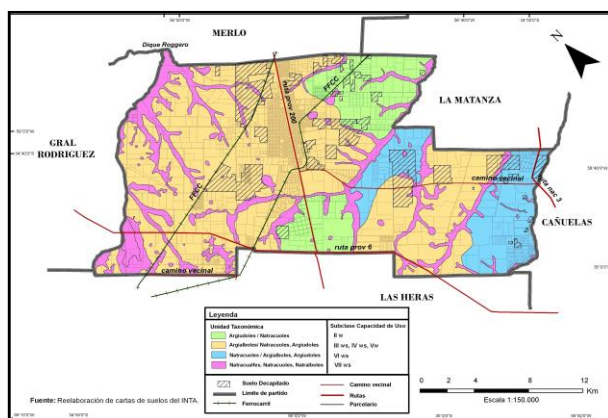 MERLO
Dique Roggero
N
FFCC
ruta prov 200
LA MATANZA
GRAL
RODRIGUEZ
FFCC
camino vecinal
ruta nac 3
CAÑUELAS
ruta prov 6
camino vecinal
LAS HERAS
Leyenda
Unidad Taxonómica
Subclase Capacidad de Uso
Argiudoles / Natracuoles
II w
Argialboles/ Natracuoles, Argiudoles
III ws, IV ws, Vw
Natracuoles / Argialboles, Argiudoles
VI ws
Natracualfes, Natracuoles, Natralboles
VII ws
Suelo Decapitado
Camino vecinal
Límite de partido
Rutas
Ferrocarril
Parcelario
Fuente: Reelaboración de cartas de suelos del INTA.
0 2 4 8 12
Km
Escala 1:150.000